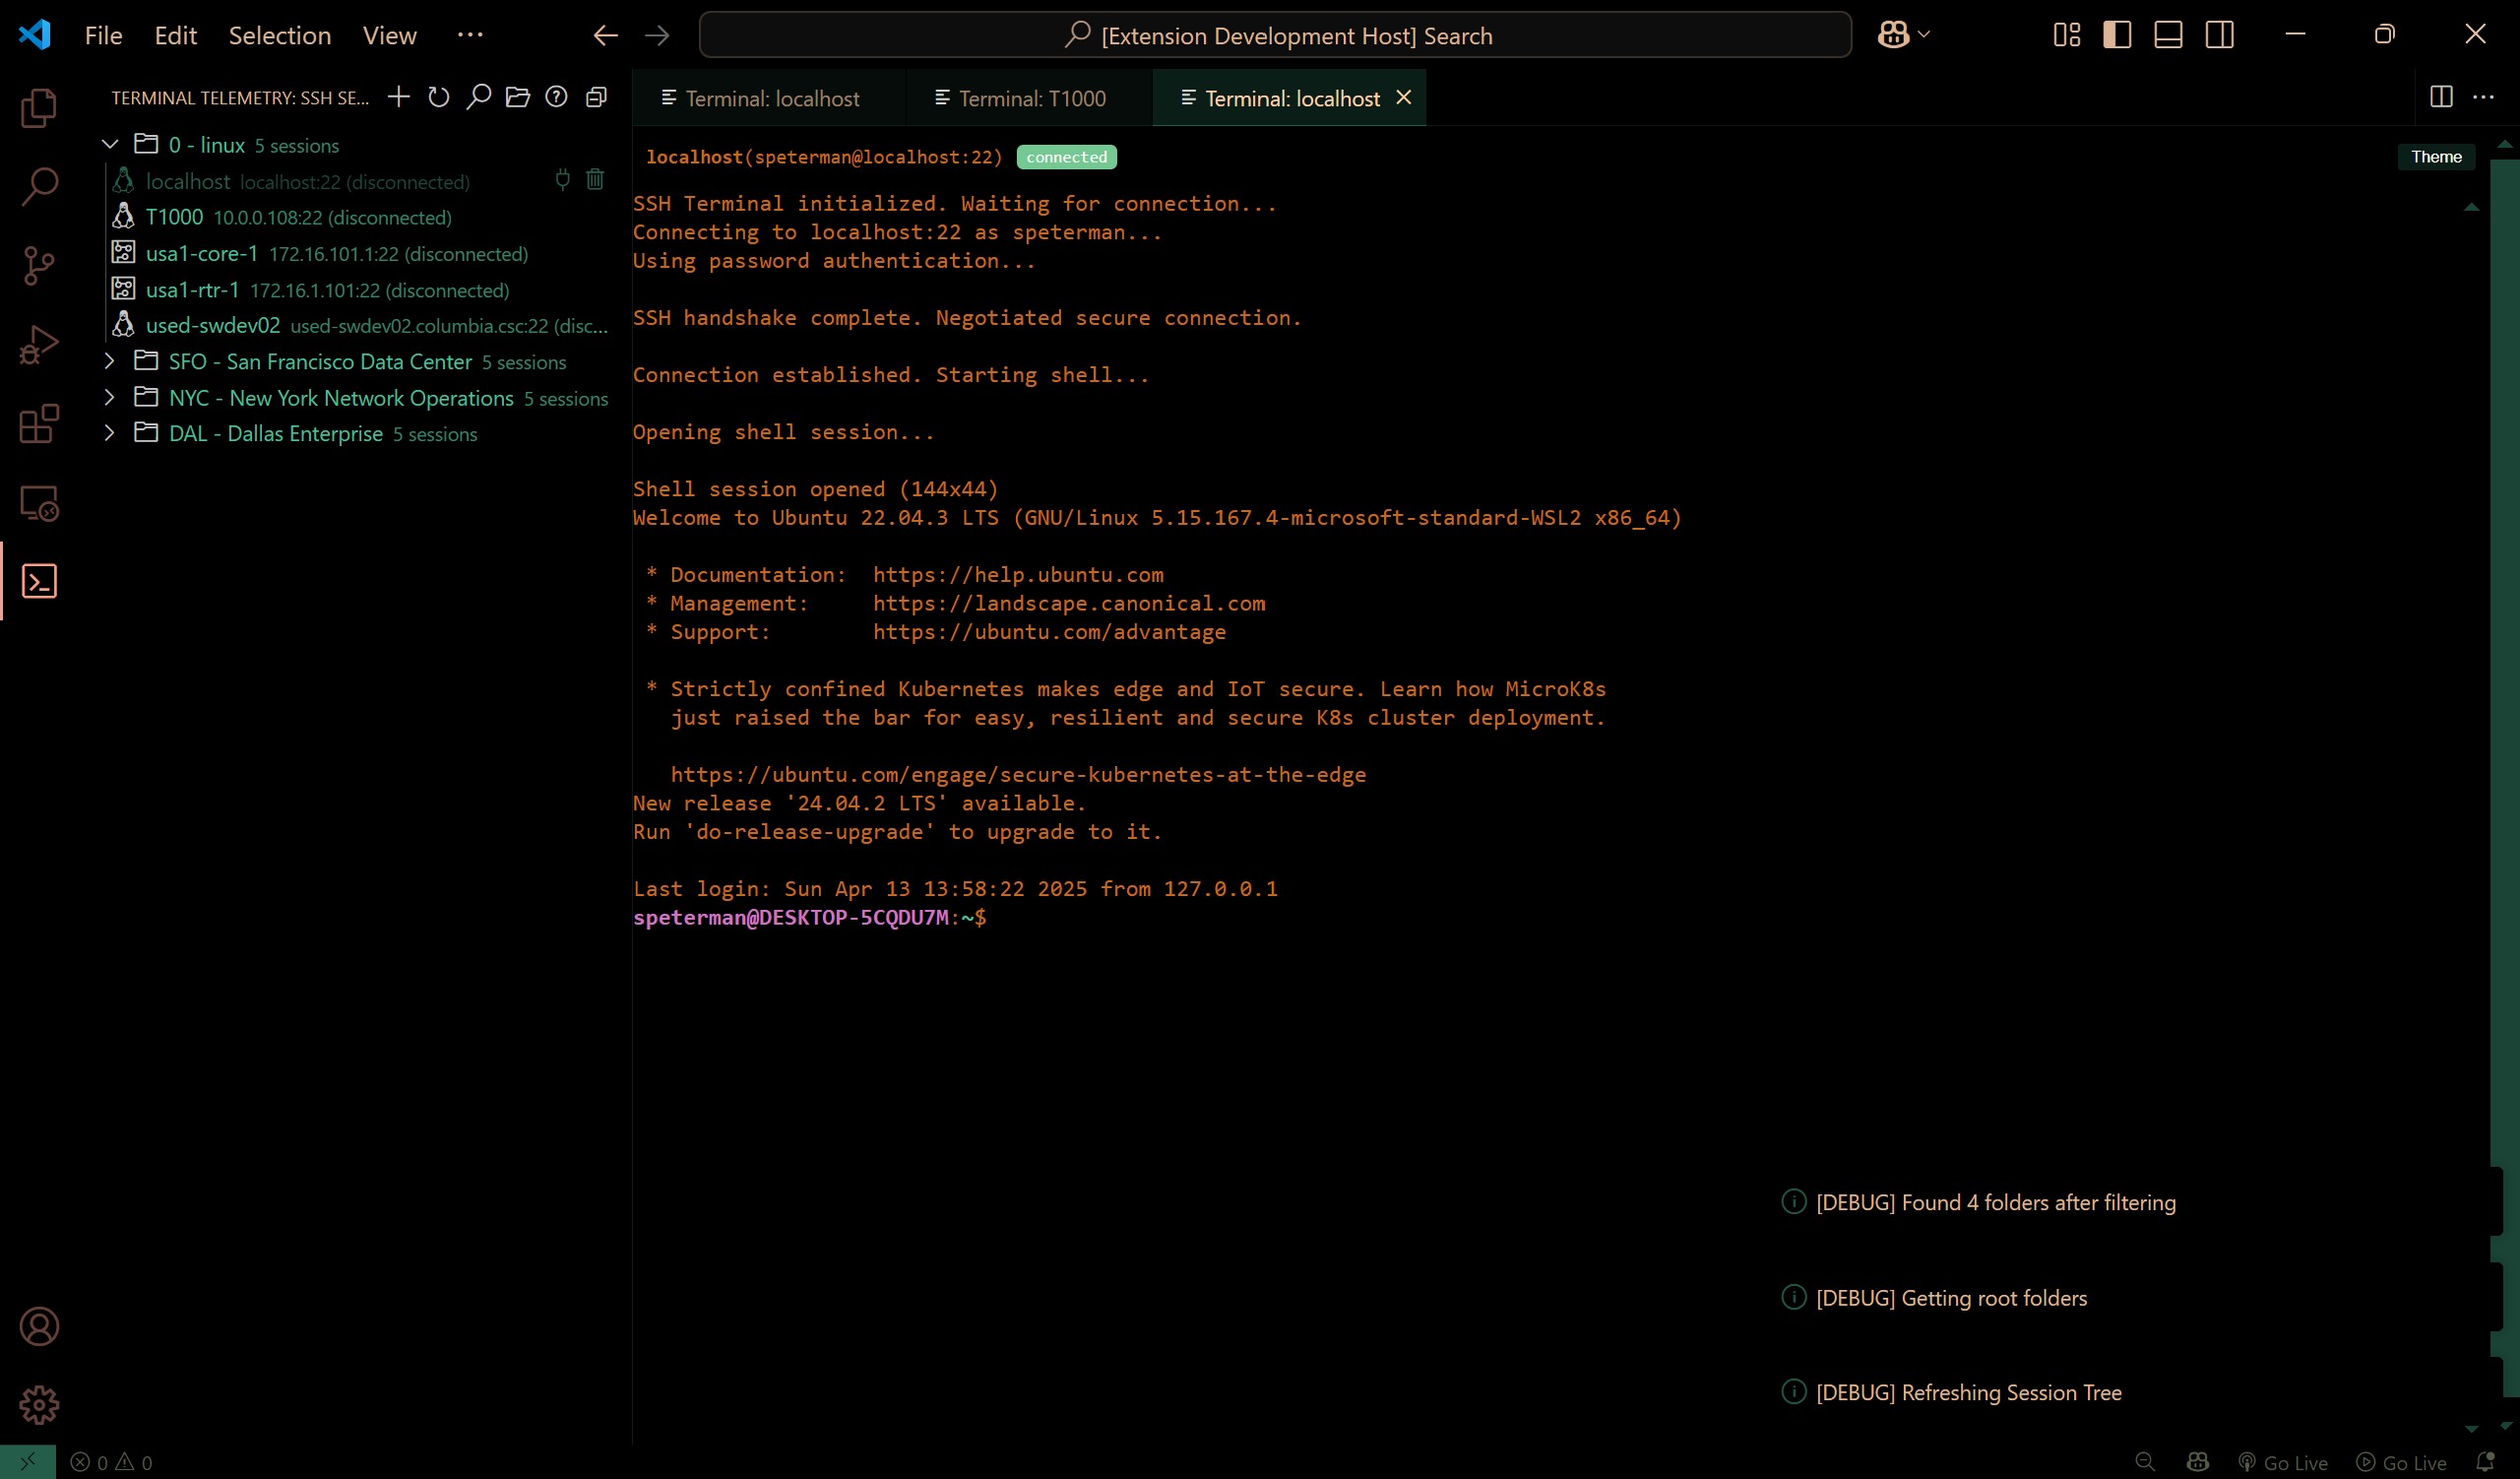 File Edit Selection View ···
[Extension Development Host] Search
TERMINAL TELEMETRY: SSH SE...
0 - linux 5 sessions
localhost localhost:22 (disconnected)
T1000 10.0.0.108:22 (disconnected)
usa1-core-1 172.16.101.1:22 (disconnected)
usa1-rtr-1 172.16.1.101:22 (disconnected)
used-swdev02 used-swdev02.columbia.csc:22 (disc...
SFO - San Francisco Data Center 5 sessions
NYC - New York Network Operations 5 sessions
DAL - Dallas Enterprise 5 sessions
Terminal: localhost
Terminal: T1000
Terminal: localhost
localhost(speterman@localhost:22) connected
Theme
SSH Terminal initialized. Waiting for connection...
Connecting to localhost:22 as speterman...
Using password authentication...
SSH handshake complete. Negotiated secure connection.
Connection established. Starting shell...
Opening shell session...
Shell session opened (144x44)
Welcome to Ubuntu 22.04.3 LTS (GNU/Linux 5.15.167.4-microsoft-standard-WSL2 x86_64)
* Documentation:  https://help.ubuntu.com
* Management:     https://landscape.canonical.com
* Support:        https://ubuntu.com/advantage
* Strictly confined Kubernetes makes edge and IoT secure. Learn how MicroK8s
just raised the bar for easy, resilient and secure K8s cluster deployment.
https://ubuntu.com/engage/secure-kubernetes-at-the-edge
New release '24.04.2 LTS' available.
Run 'do-release-upgrade' to upgrade to it.
Last login: Sun Apr 13 13:58:22 2025 from 127.0.0.1
speterman@DESKTOP-5CQDU7M:~$
[DEBUG] Found 4 folders after filtering
[DEBUG] Getting root folders
[DEBUG] Refreshing Session Tree
0 0
Go Live
Go Live